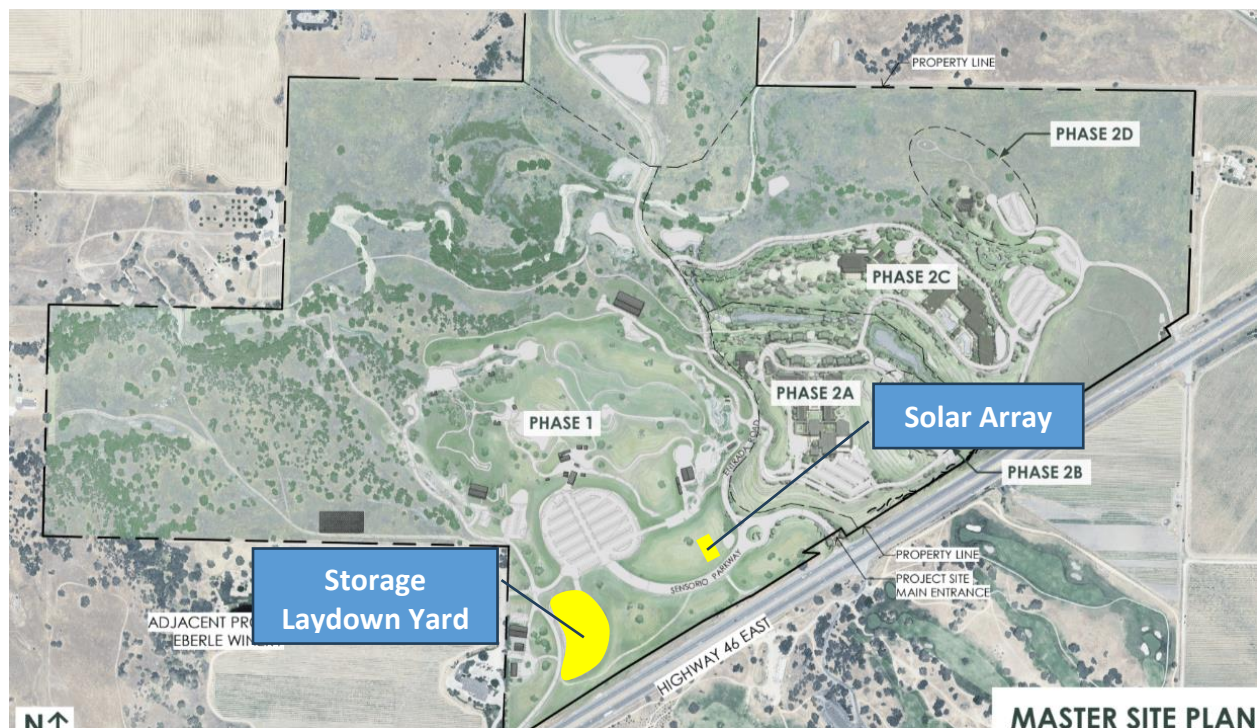 PROPERTY LINE
PHASE 2D
PHASE 2C
PHASE 2A
Solar Array
PHASE 1
PHASE 2B
PROPERTY LINE
SENSORIO PARKWAY
PROJECT SITE
MAIN ENTRANCE
Storage
Laydown Yard
ADJACENT PRO
EBERLE WINERY
HIGHWAY 46 EAST
N↑
MASTER SITE PLAN